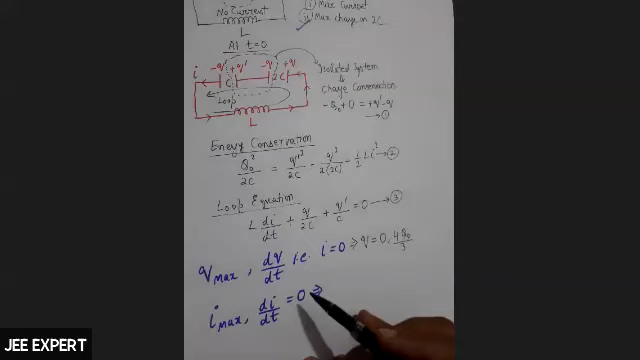 No Current
(i) Max Current
(ii) Max charge on 2C
L
At t=0
i -q' +q' -q +q
C 2C
Loop
L
Isolated System
&
Charge Conservation
-Q₀+0 = +q'-q
→①
Energy Conservation
Q₀²/2C = q'²/2C - q²/2(2C) - 1/2 Li² →②
Loop Equation
L di/dt + q/2C + q'/C = 0 →③
q max, dq/dt i.e. i=0 ⇒ q=0, 4Q₀/3
i max, di/dt = 0 ⇒
JEE EXPERT